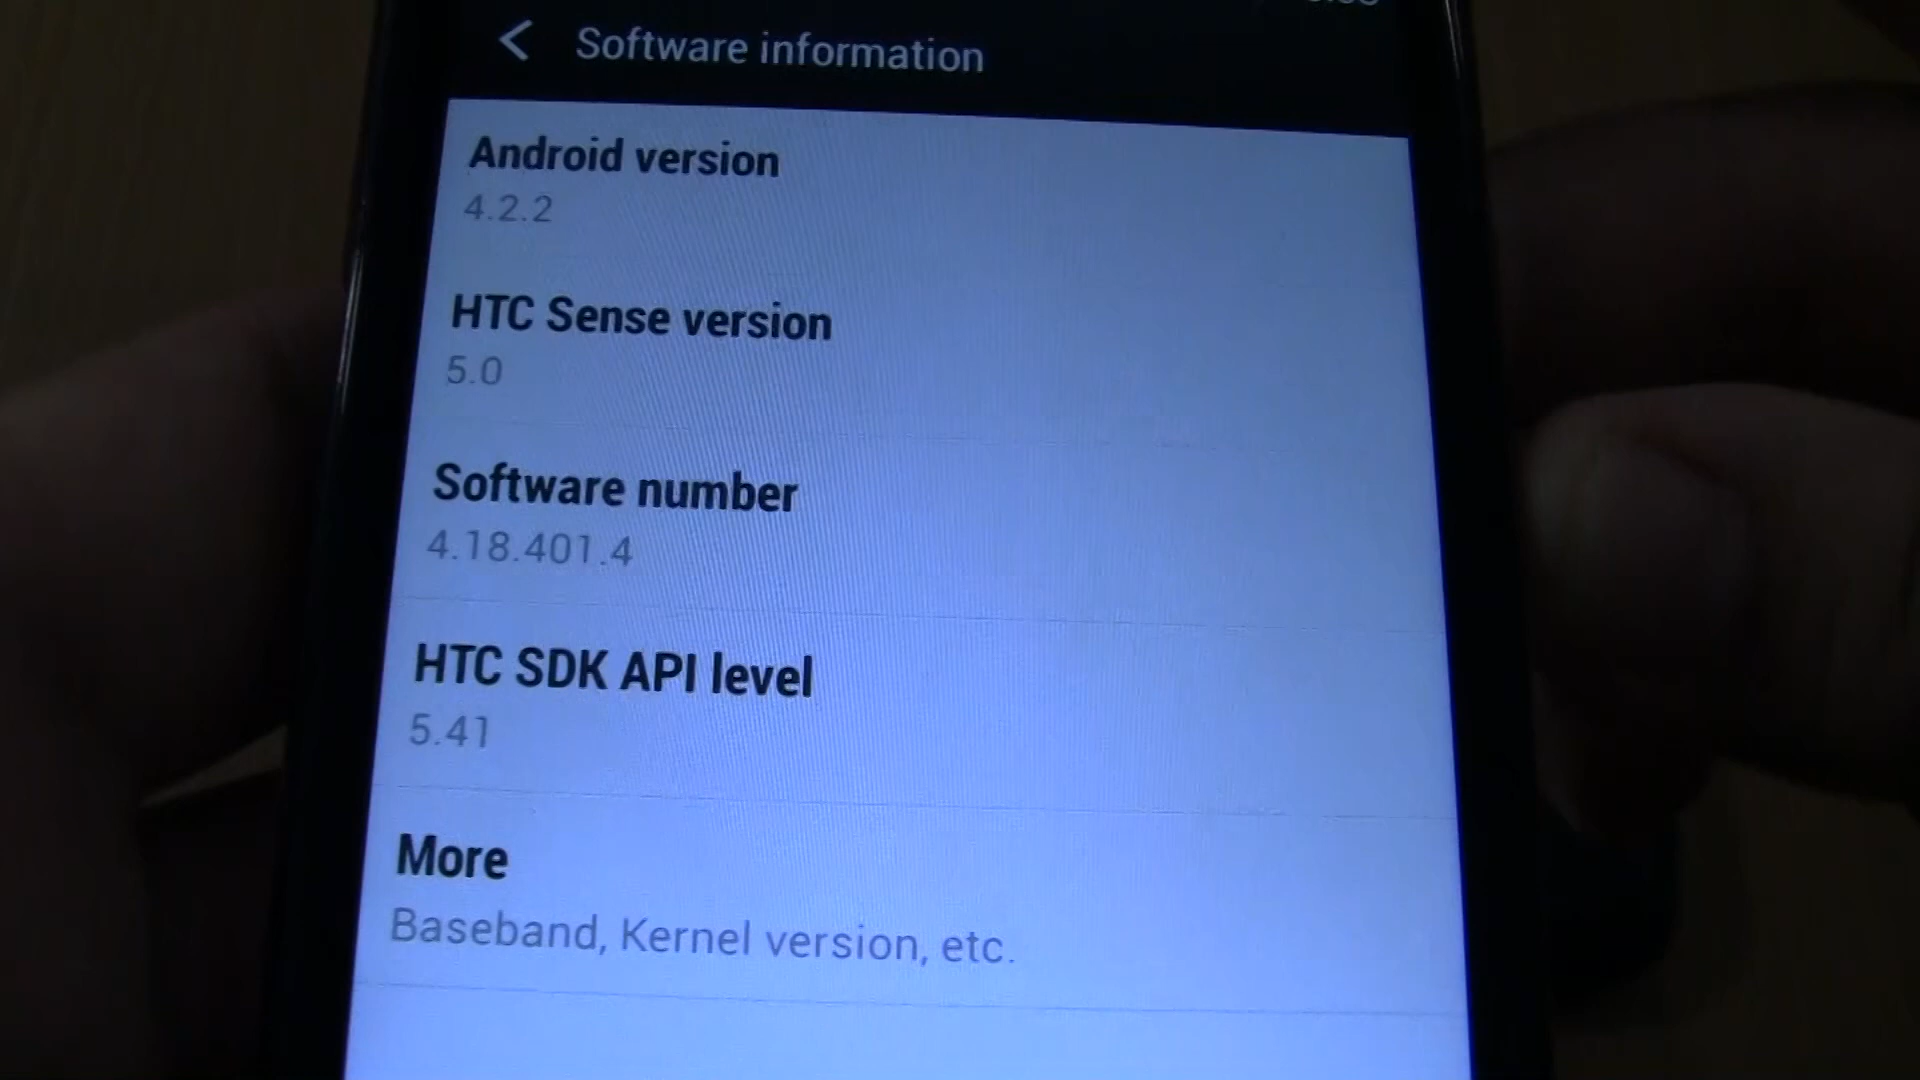 Software information
Android version
4.2.2
HTC Sense version
5.0
Software number
4.18.401.4
HTC SDK API level
5.41
More
Baseband, Kernel version, etc.